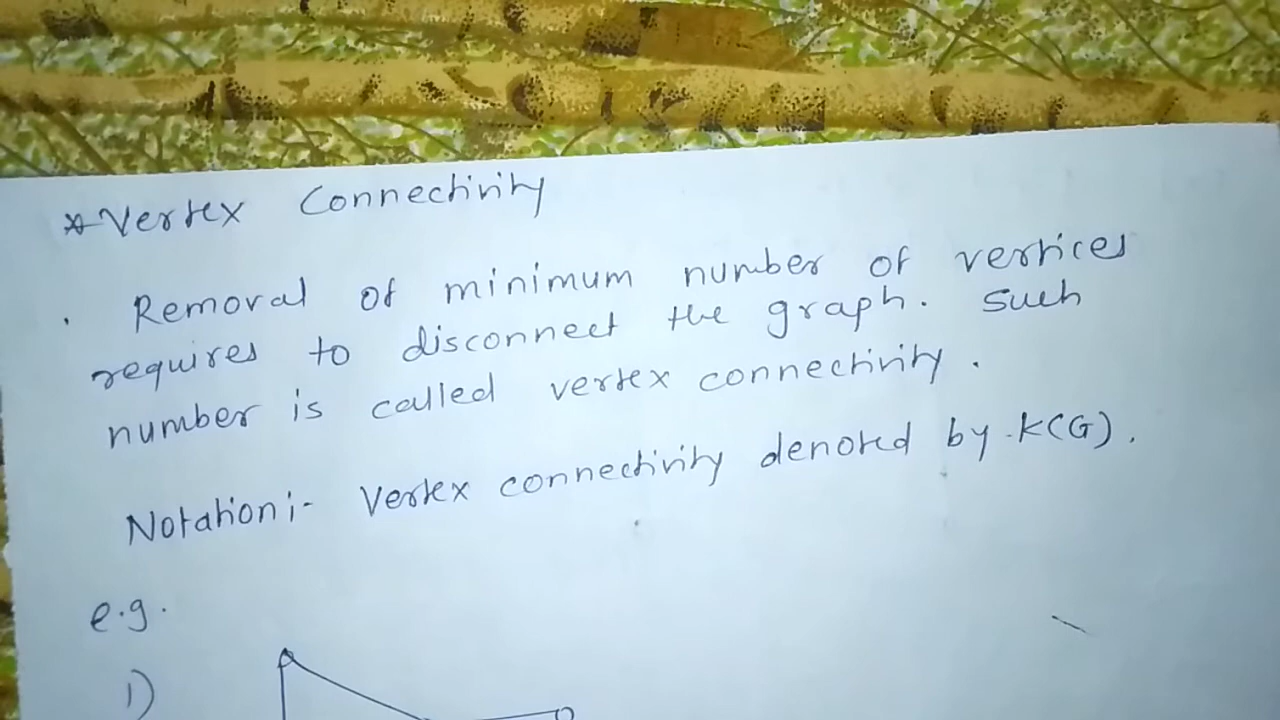 * Vertex Connectivity
. Removal of minimum number of vertices
requires to disconnect the graph. Such
number is called vertex connectivity.
Notation:- Vertex connectivity denoted by K(G).
e.g.
1)